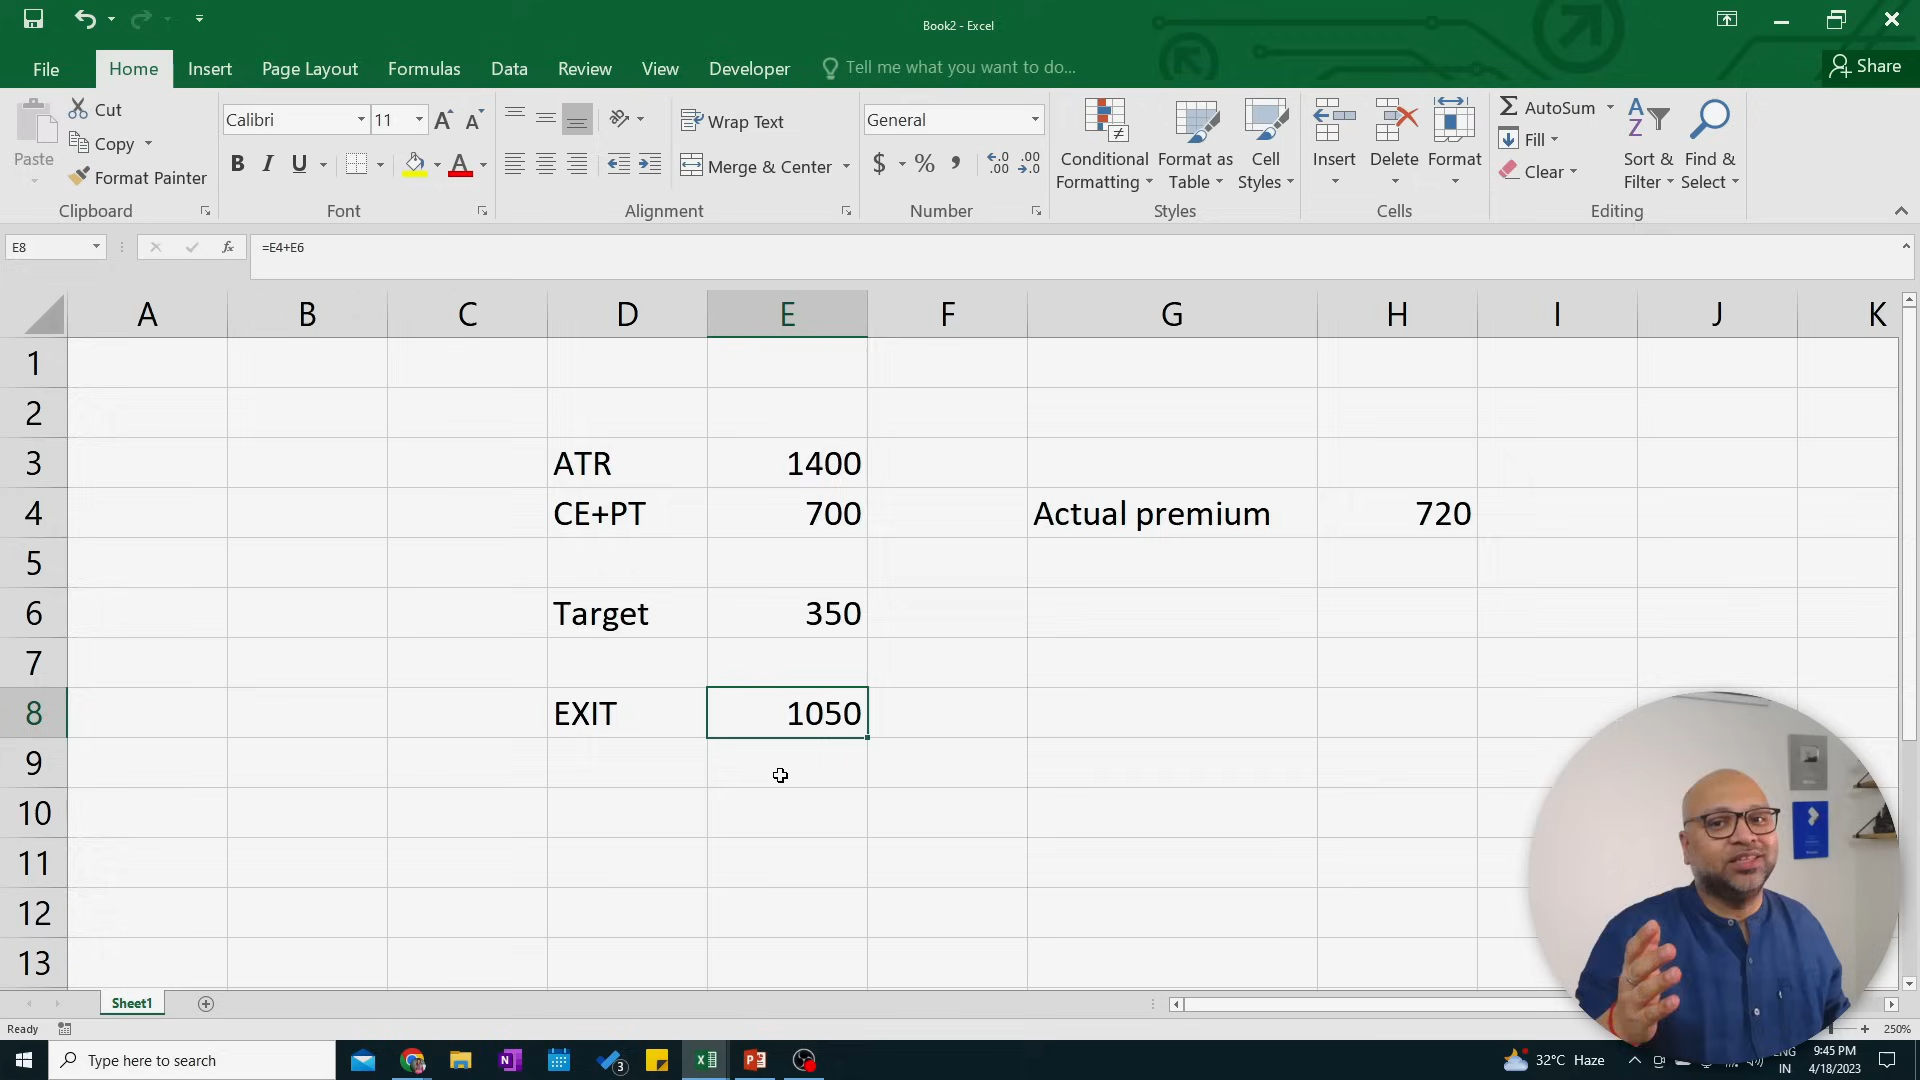 Book2 - Excel
File Home Insert Page Layout Formulas Data Review View Developer Tell me what you want to do... Share
Paste
Cut
Copy
Format Painter
Clipboard
Calibri 11
B I U
Font
Wrap Text
Merge & Center
Alignment
General
$ % ,
Number
Conditional Formatting
Format as Table
Cell Styles
Styles
Insert Delete Format
Cells
AutoSum
Fill
Clear
Sort & Filter
Find & Select
Editing
E8 fx =E4+E6
A B C D E F G H I J K
1
2
3 ATR 1400
4 CE+PT 700 Actual premium 720
5
6 Target 350
7
8 EXIT 1050
9
10
11
12
13
Sheet1
Ready 250%
Type here to search
3
32°C Haze
ENG
IN
9:45 PM
4/18/2023